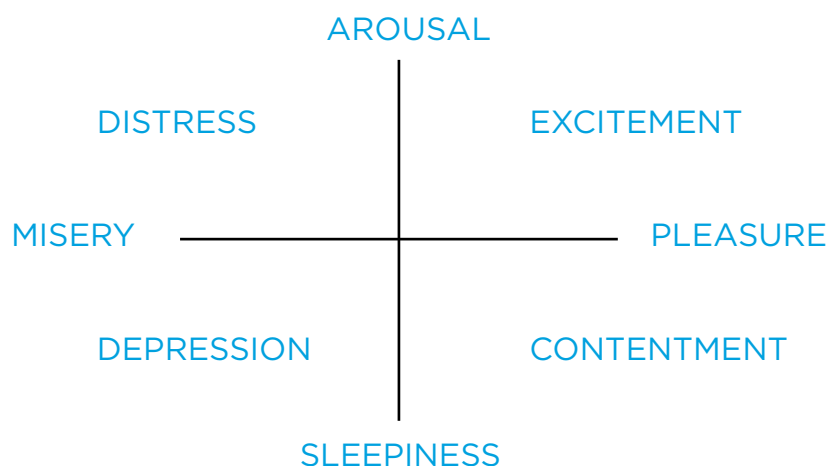 AROUSAL
DISTRESS EXCITEMENT
MISERY PLEASURE
DEPRESSION CONTENTMENT
SLEEPINESS